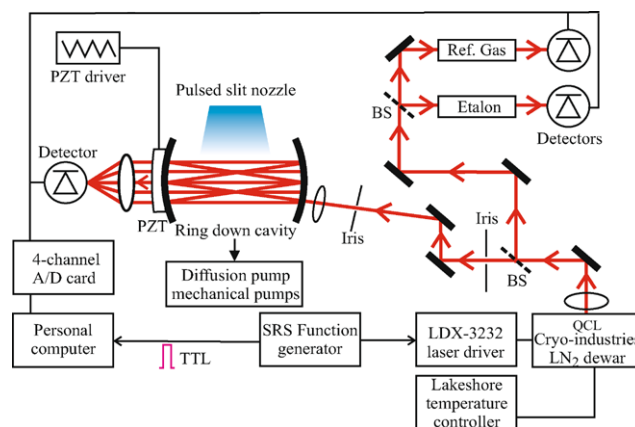 PZT driver
Pulsed slit nozzle
Ref. Gas
BS
Etalon
Detectors
Detector
PZT
Ring down cavity
Iris
Iris
BS
4-channel
A/D card
Diffusion pump
mechanical pumps
Personal
computer
TTL
SRS Function
generator
LDX-3232
laser driver
QCL
Cryo-industries
LN2 dewar
Lakeshore
temperature
controller